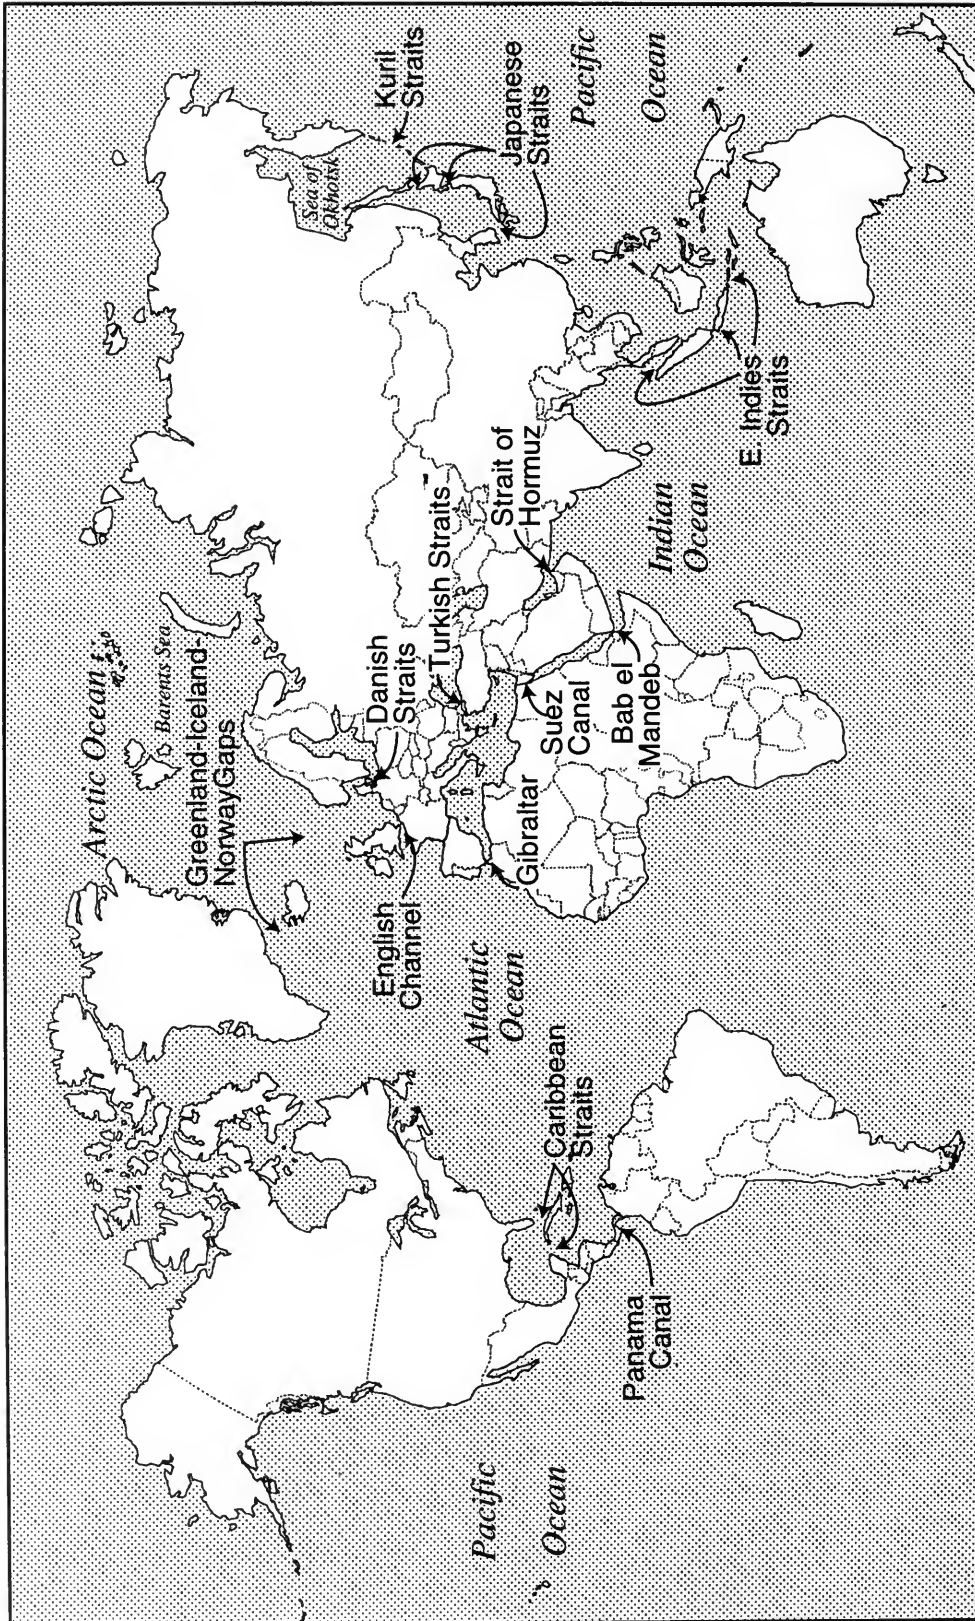 Arctic Ocean
Barents Sea
Greenland-Iceland-
NorwayGaps
Sea of
Okhotsk
Kuril
Straits
Japanese
Straits
Pacific
Ocean
Danish
Straits
Turkish Straits
English
Channel
Gibraltar
Suez
Canal
Bab el
Mandeb
Strait of
Hormuz
E. Indies
Straits
Indian
Ocean
Atlantic
Ocean
Caribbean
Straits
Panama
Canal
Pacific
Ocean